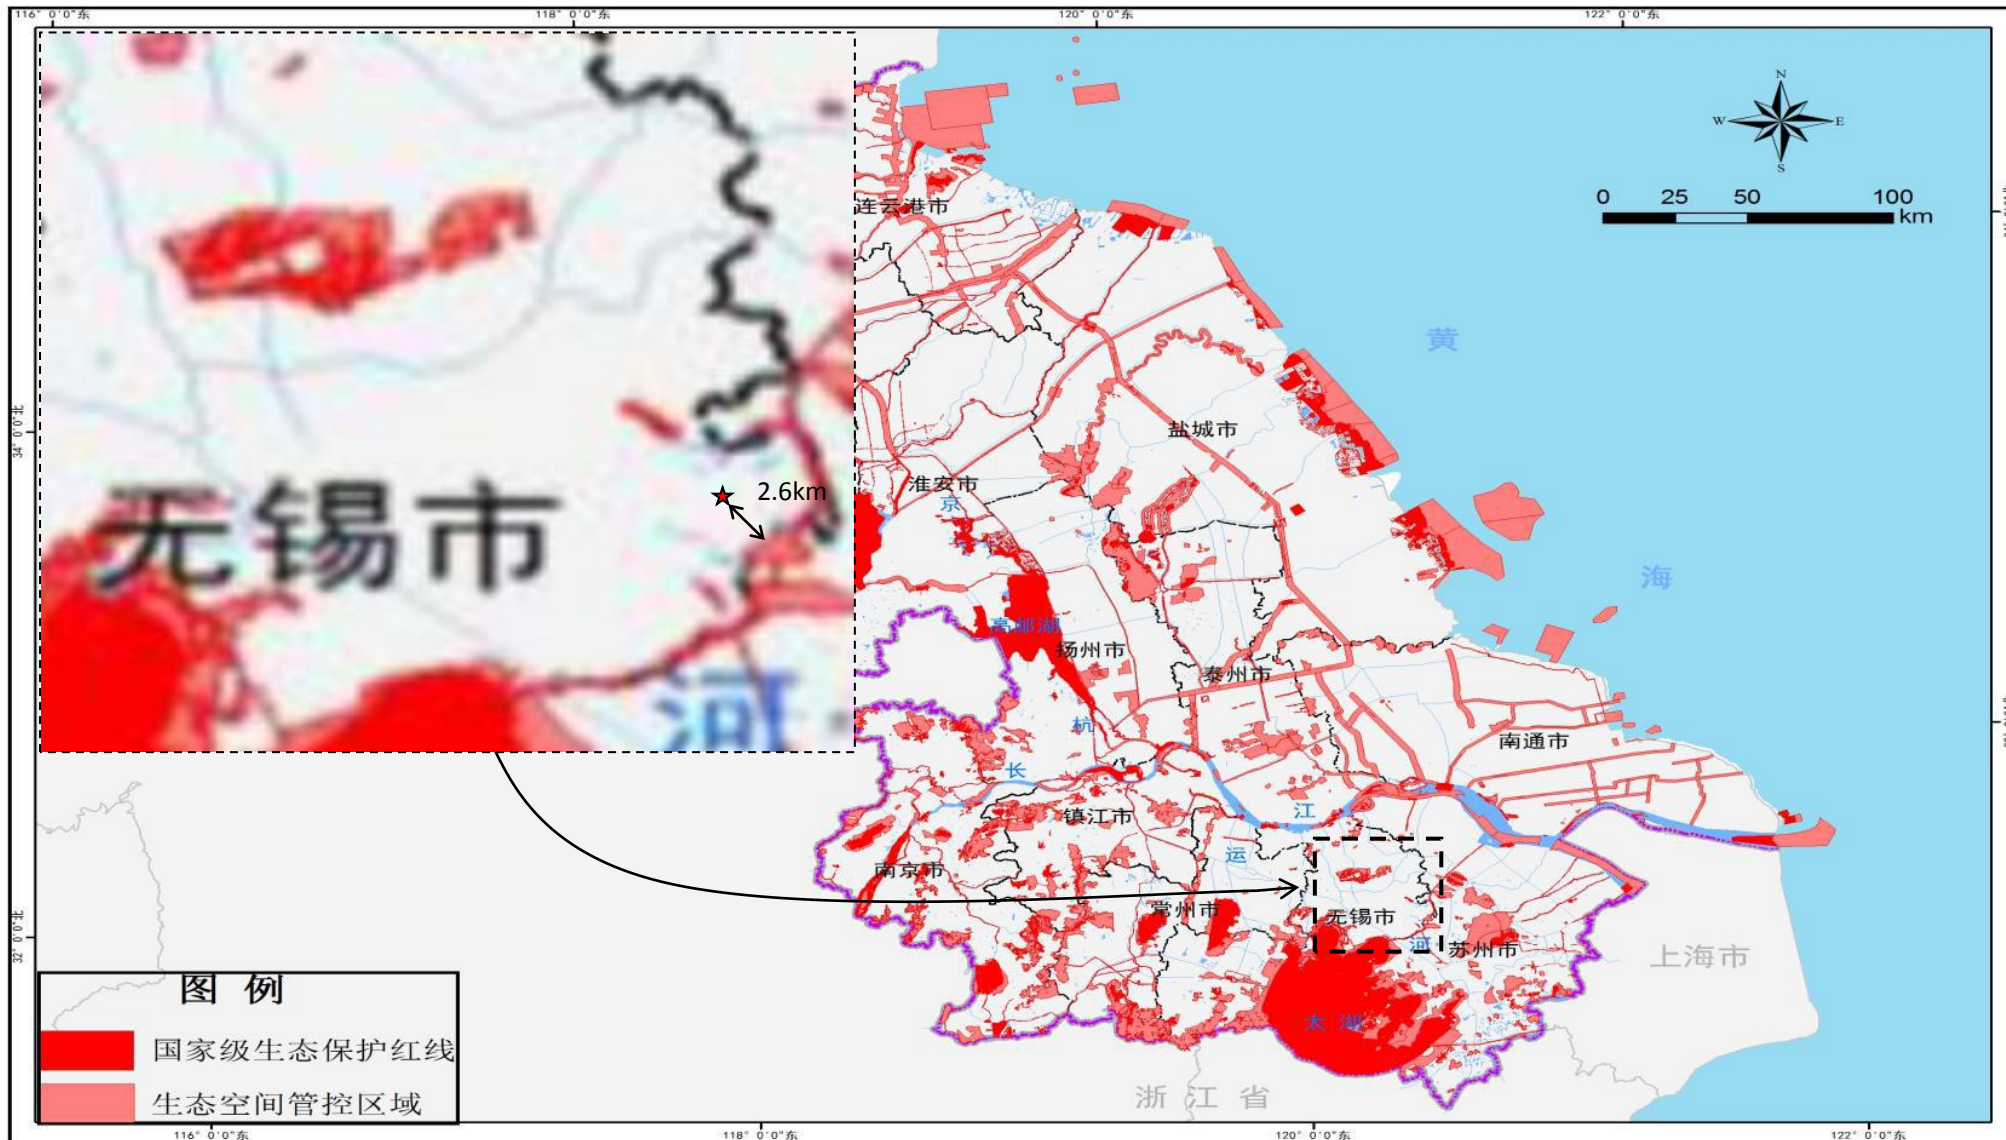 116° 0'0"东
118° 0'0"东
120° 0'0"东
122° 0'0"东
N
W
E
S
0 25 50 100
km
连云港市
黄
34° 0'0"北
盐城市
淮安市
京
2.6km
无锡市
海
高邮湖
扬州市
泰州市
河
杭
南通市
长
江
镇江市
运
南京市
常州市
无锡市
河
苏州市
上海市
32° 0'0"北
太湖
浙江省
图 例
国家级生态保护红线
生态空间管控区域
116° 0'0"东
118° 0'0"东
120° 0'0"东
122° 0'0"东